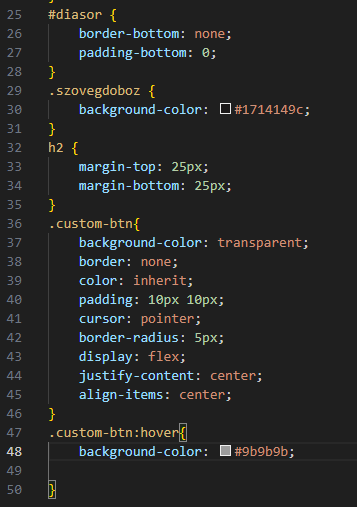 25 #diasor {
26     border-bottom: none;
27     padding-bottom: 0;
28 }
29 .szovegdoboz {
30     background-color: #1714149c;
31 }
32 h2 {
33     margin-top: 25px;
34     margin-bottom: 25px;
35 }
36 .custom-btn{
37     background-color: transparent;
38     border: none;
39     color: inherit;
40     padding: 10px 10px;
41     cursor: pointer;
42     border-radius: 5px;
43     display: flex;
44     justify-content: center;
45     align-items: center;
46 }
47 .custom-btn:hover{
48     background-color: #9b9b9b;
49
50 }